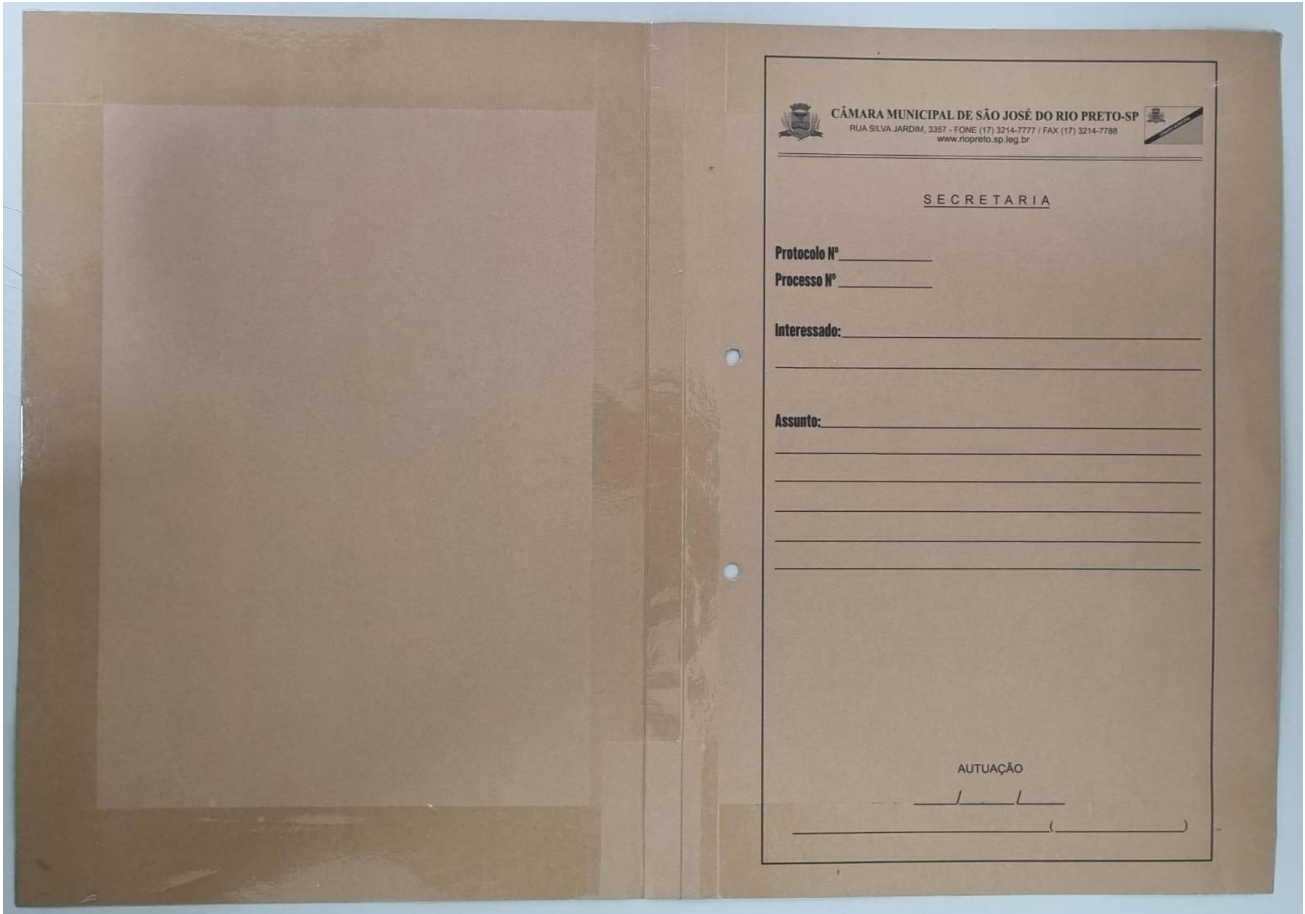 CÂMARA MUNICIPAL DE SÃO JOSÉ DO RIO PRETO-SP
RUA SILVA JARDIM, 3357 - FONE (17) 3214-7777 / FAX (17) 3214-7788
www.riopreto.sp.leg.br
SECRETARIA
Protocolo Nº
Processo Nº
Interessado:
Assunto:
AUTUAÇÃO
/ /
( )